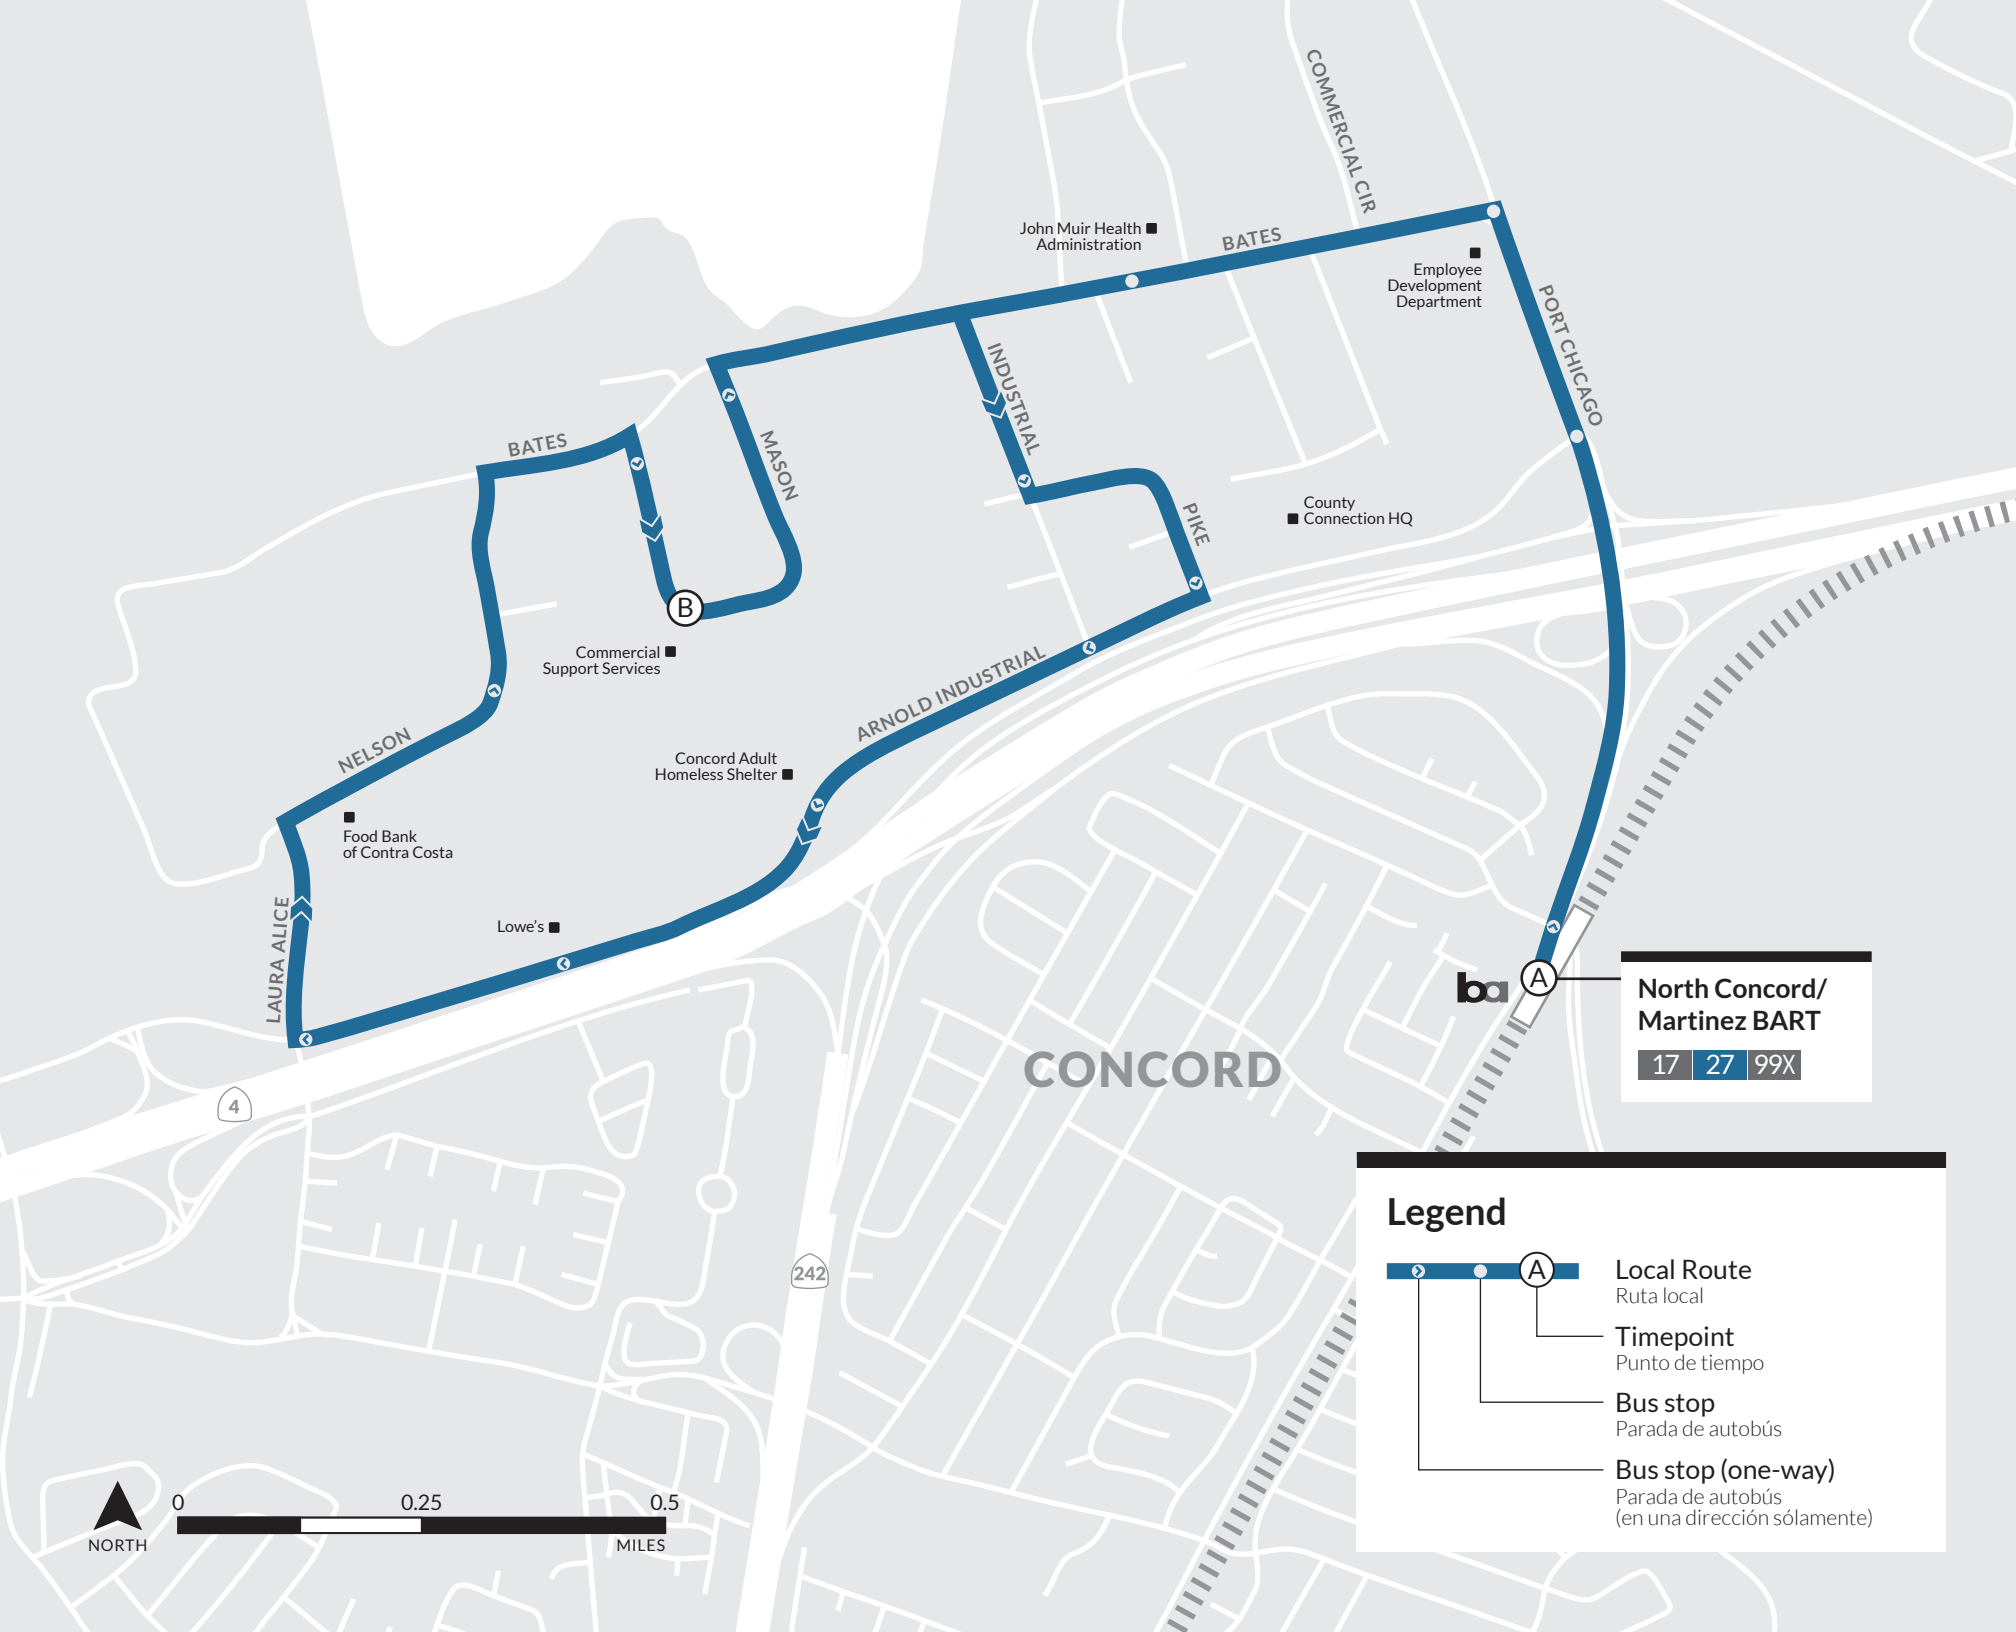 COMMERCIAL CIR
John Muir Health
Administration
BATES
Employee
Development
Department
PORT CHICAGO
INDUSTRIAL
BATES
MASON
PIKE
County
Connection HQ
B
Commercial
Support Services
ARNOLD INDUSTRIAL
NELSON
Concord Adult
Homeless Shelter
Food Bank
of Contra Costa
LAURA ALICE
Lowe's
ba
A
North Concord/
Martinez BART
17 27 99X
CONCORD
4
242
Legend
A
Local Route
Ruta local
Timepoint
Punto de tiempo
Bus stop
Parada de autobús
Bus stop (one-way)
Parada de autobús
(en una dirección sólamente)
0 0.25 0.5
NORTH
MILES